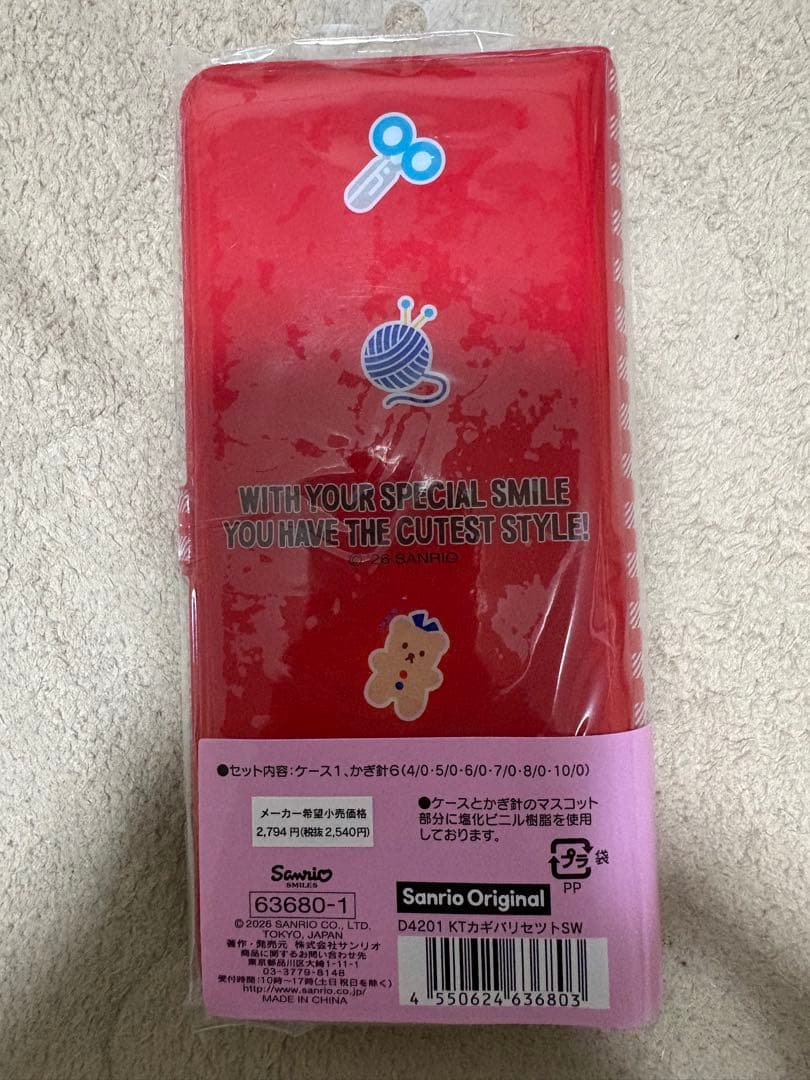 WITH YOUR SPECIAL SMILE
YOU HAVE THE CUTEST STYLE!
© '26 SANRIO
●セット内容:ケース1、かぎ針6(4/0・5/0・6/0・7/0・8/0・10/0)
メーカー希望小売価格
2,794円(税抜2,540円)
●ケースとかぎ針のマスコット
部分に塩化ビニル樹脂を使用
しております。
プラ 袋
PP
Sanrio
SMILES
63680-1
© 2026 SANRIO CO., LTD.
TOKYO, JAPAN
著作・発売元 株式会社サンリオ
商品に関するお問い合わせ先
東京都品川区大崎1-11-1
03-3779-8148
受付時間:10時〜17時(土日祝日を除く)
http://www.sanrio.co.jp/
MADE IN CHINA
Sanrio Original
D4201 KTカギバリセツトSW
4 550624 636803